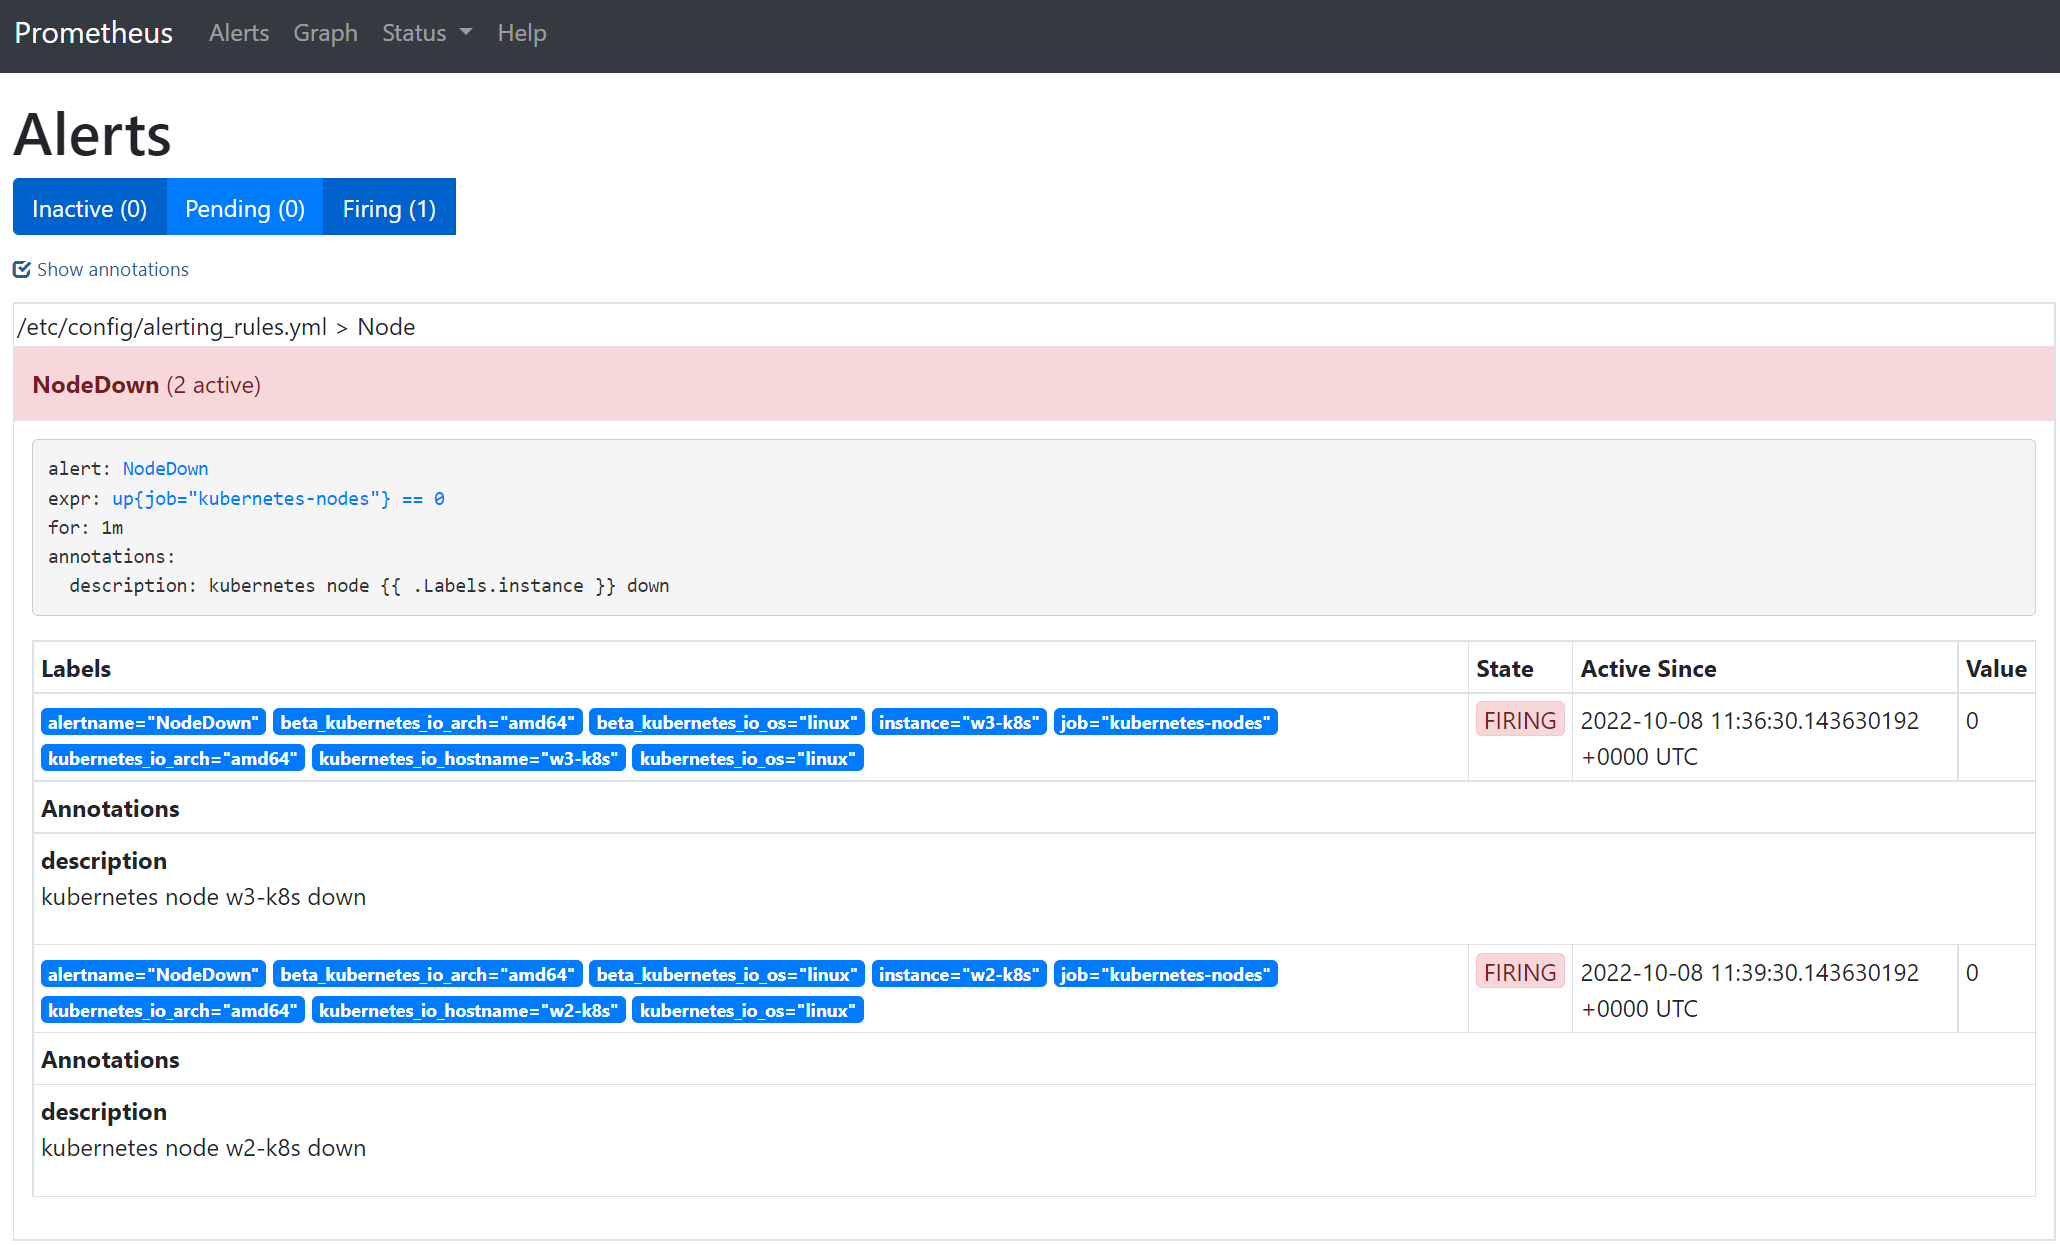 Prometheus Alerts Graph Status Help
Alerts
Inactive (0) Pending (0) Firing (1)
Show annotations
/etc/config/alerting_rules.yml > Node
NodeDown (2 active)
alert: NodeDown
expr: up{job="kubernetes-nodes"} == 0
for: 1m
annotations:
  description: kubernetes node {{ .Labels.instance }} down
Labels State Active Since Value
alertname="NodeDown" beta_kubernetes_io_arch="amd64" beta_kubernetes_io_os="linux" instance="w3-k8s" job="kubernetes-nodes" FIRING 2022-10-08 11:36:30.143630192 0
kubernetes_io_arch="amd64" kubernetes_io_hostname="w3-k8s" kubernetes_io_os="linux" +0000 UTC
Annotations
description
kubernetes node w3-k8s down
alertname="NodeDown" beta_kubernetes_io_arch="amd64" beta_kubernetes_io_os="linux" instance="w2-k8s" job="kubernetes-nodes" FIRING 2022-10-08 11:39:30.143630192 0
kubernetes_io_arch="amd64" kubernetes_io_hostname="w2-k8s" kubernetes_io_os="linux" +0000 UTC
Annotations
description
kubernetes node w2-k8s down